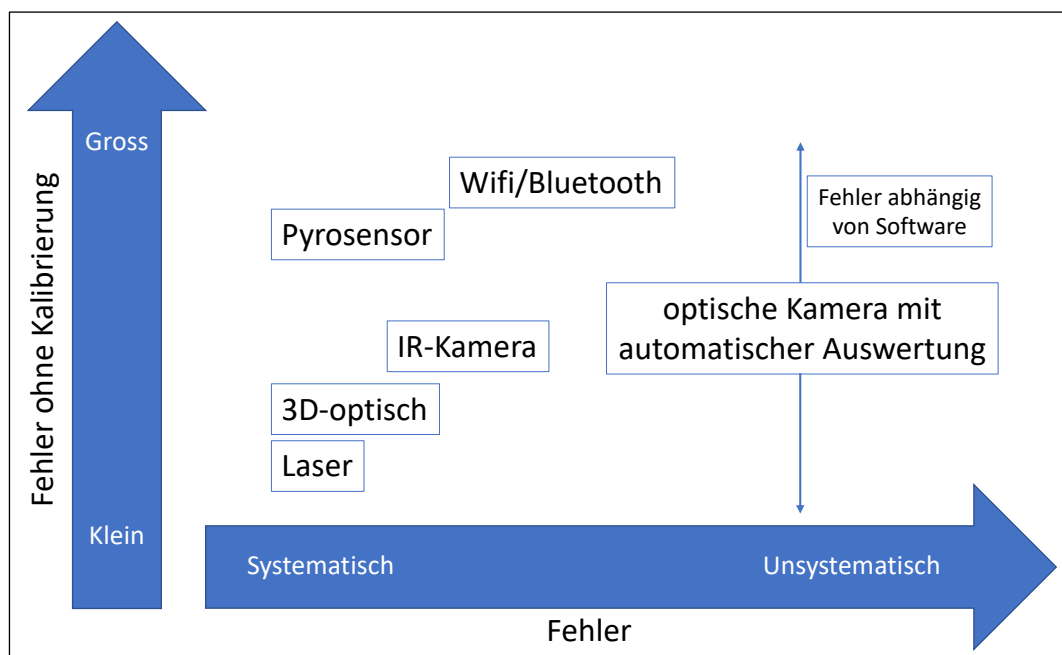 Gross
Wifi/Bluetooth
Fehler abhängig
von Software
Pyrosensor
Fehler ohne Kalibrierung
optische Kamera mit
automatischer Auswertung
IR-Kamera
3D-optisch
Laser
Klein
Systematisch
Unsystematisch
Fehler